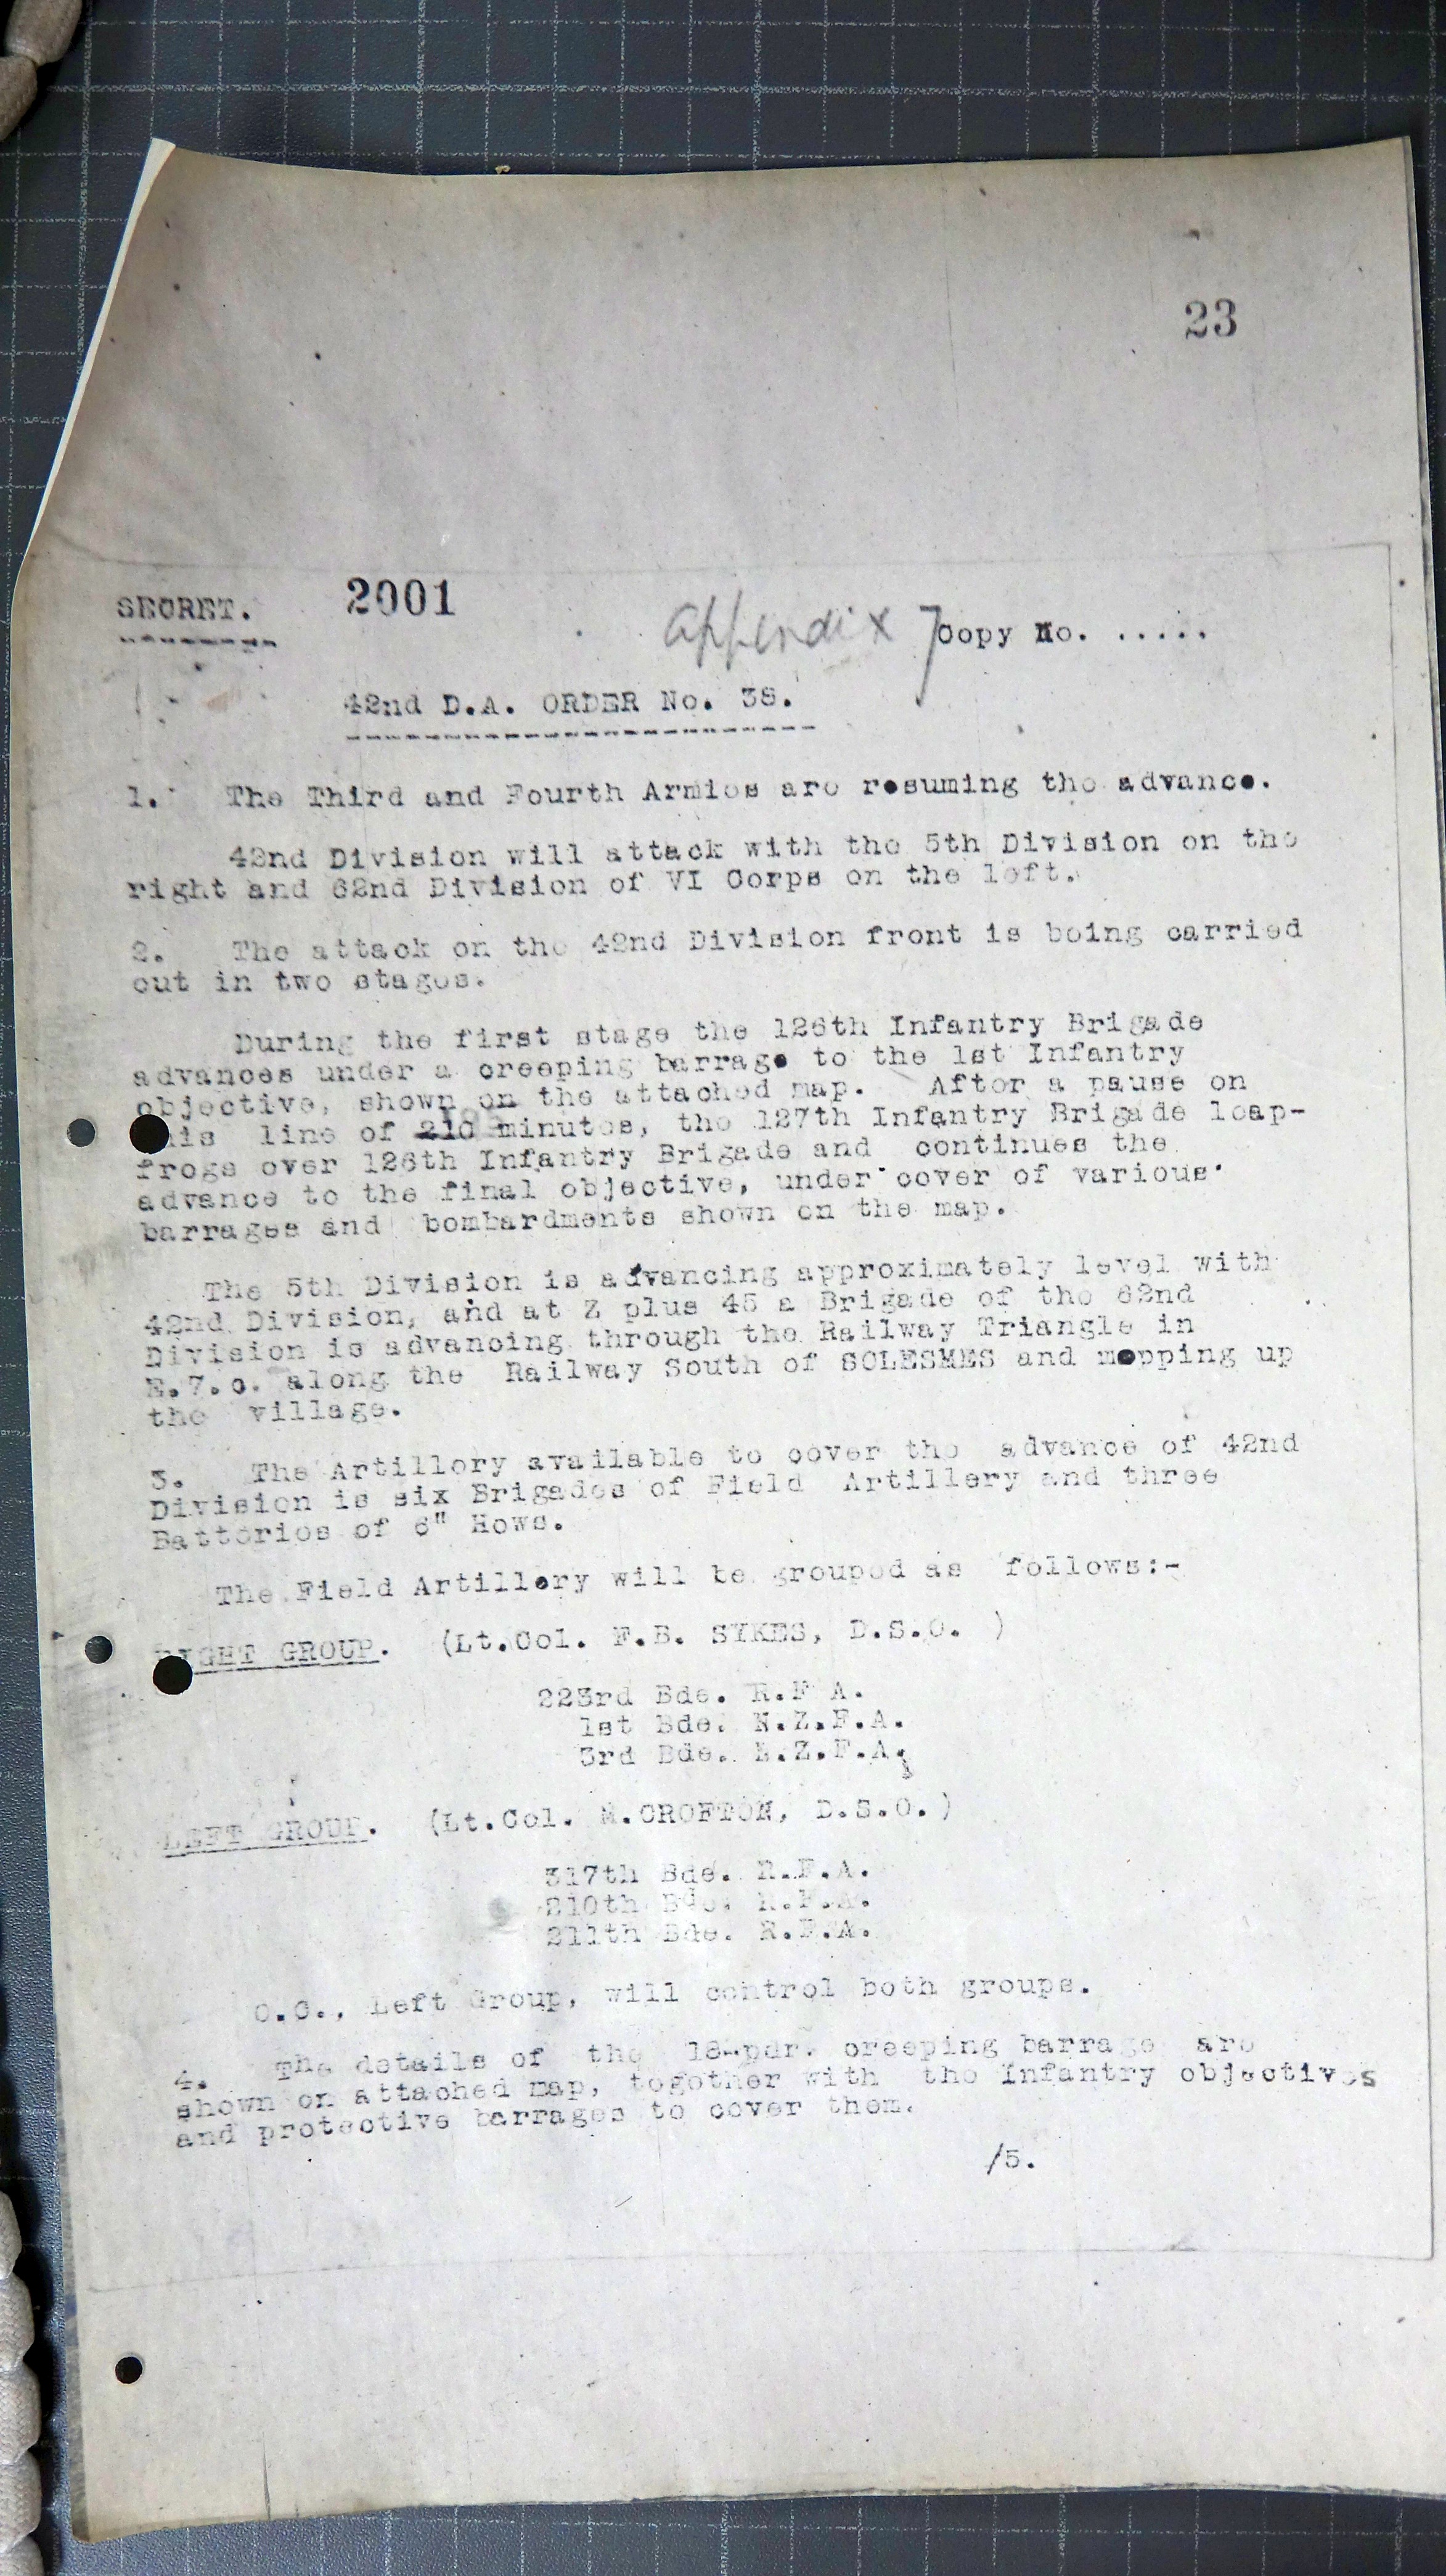 23
SECRET. 2001
Appendix 7 Copy No. .....
42nd D.A. ORDER No. 38.
1. The Third and Fourth Armies are resuming the advance.
42nd Division will attack with the 5th Division on the
right and 62nd Division of VI Corps on the left.
2. The attack on the 42nd Division front is being carried
out in two stages.
During the first stage the 126th Infantry Brigade
advances under a creeping barrage to the 1st Infantry
objective, shown on the attached map. After a pause on
his line of minutes, the 127th Infantry Brigade leap-
frogs over 126th Infantry Brigade and continues the
advance to the final objective, under cover of various
barrages and bombardments shown on the map.
The 5th Division is advancing approximately level with
42nd Division, and at Z plus 45 a Brigade of the 62nd
Division is advancing through the Railway Triangle in
E.7.c. along the Railway South of SOLESMES and mopping up
the village.
3. The Artillery available to cover the advance of 42nd
Division is six Brigades of Field Artillery and three
Batteries of 6" Hows.
The Field Artillery will be grouped as follows:-
RIGHT GROUP. (Lt.Col. F.B. SYKES, D.S.O. )
223rd Bde. R.F.A.
1st Bde. N.Z.F.A.
3rd Bde. N.Z.F.A.
LEFT GROUP. (Lt.Col. M.CROFTON, D.S.O.)
317th Bde. R.F.A.
210th Bde. R.F.A.
211th Bde. R.F.A.
O.C., Left Group, will control both groups.
4. The details of the 18-pdr. creeping barrage are
shown on attached map, together with the Infantry objectives
and protective barrages to cover them.
/5.